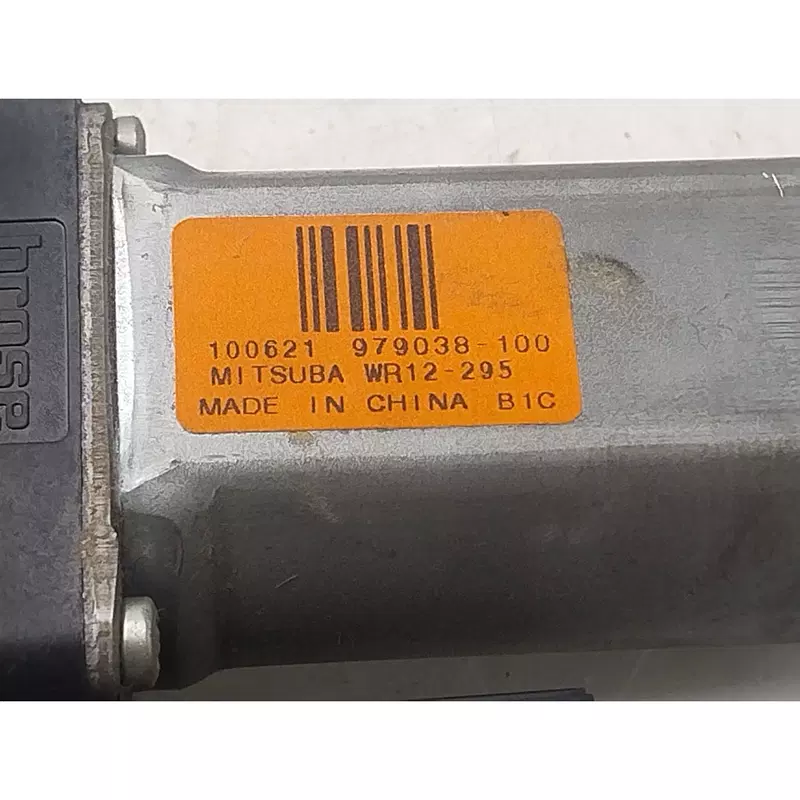 brose
100621 979038-100
MITSUBA WR12-295
MADE IN CHINA B1C